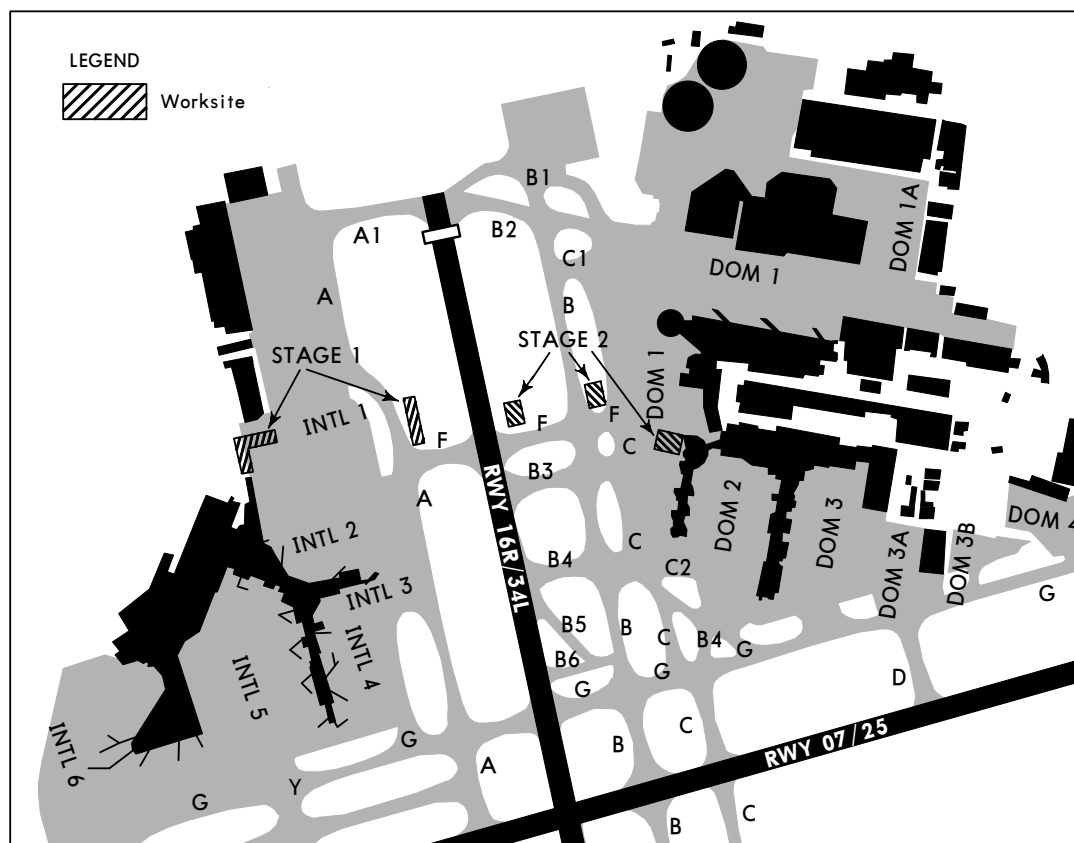 LEGEND
Worksite
B1
A1
B2
C1
DOM 1A
DOM 1
A
B
STAGE 1
STAGE 2
DOM 1
INTL 1
F
F
F
C
B3
A
RWY 16R/34L
DOM 2
DOM 3
DOM 4
INTL 2
C
B4
C2
DOM 3A
DOM 3B
INTL 3
G
B5
B
C
B4
G
INTL 4
B6
G
G
INTL 5
D
INTL 6
G
B
C
RWY 07/25
A
Y
G
B
C